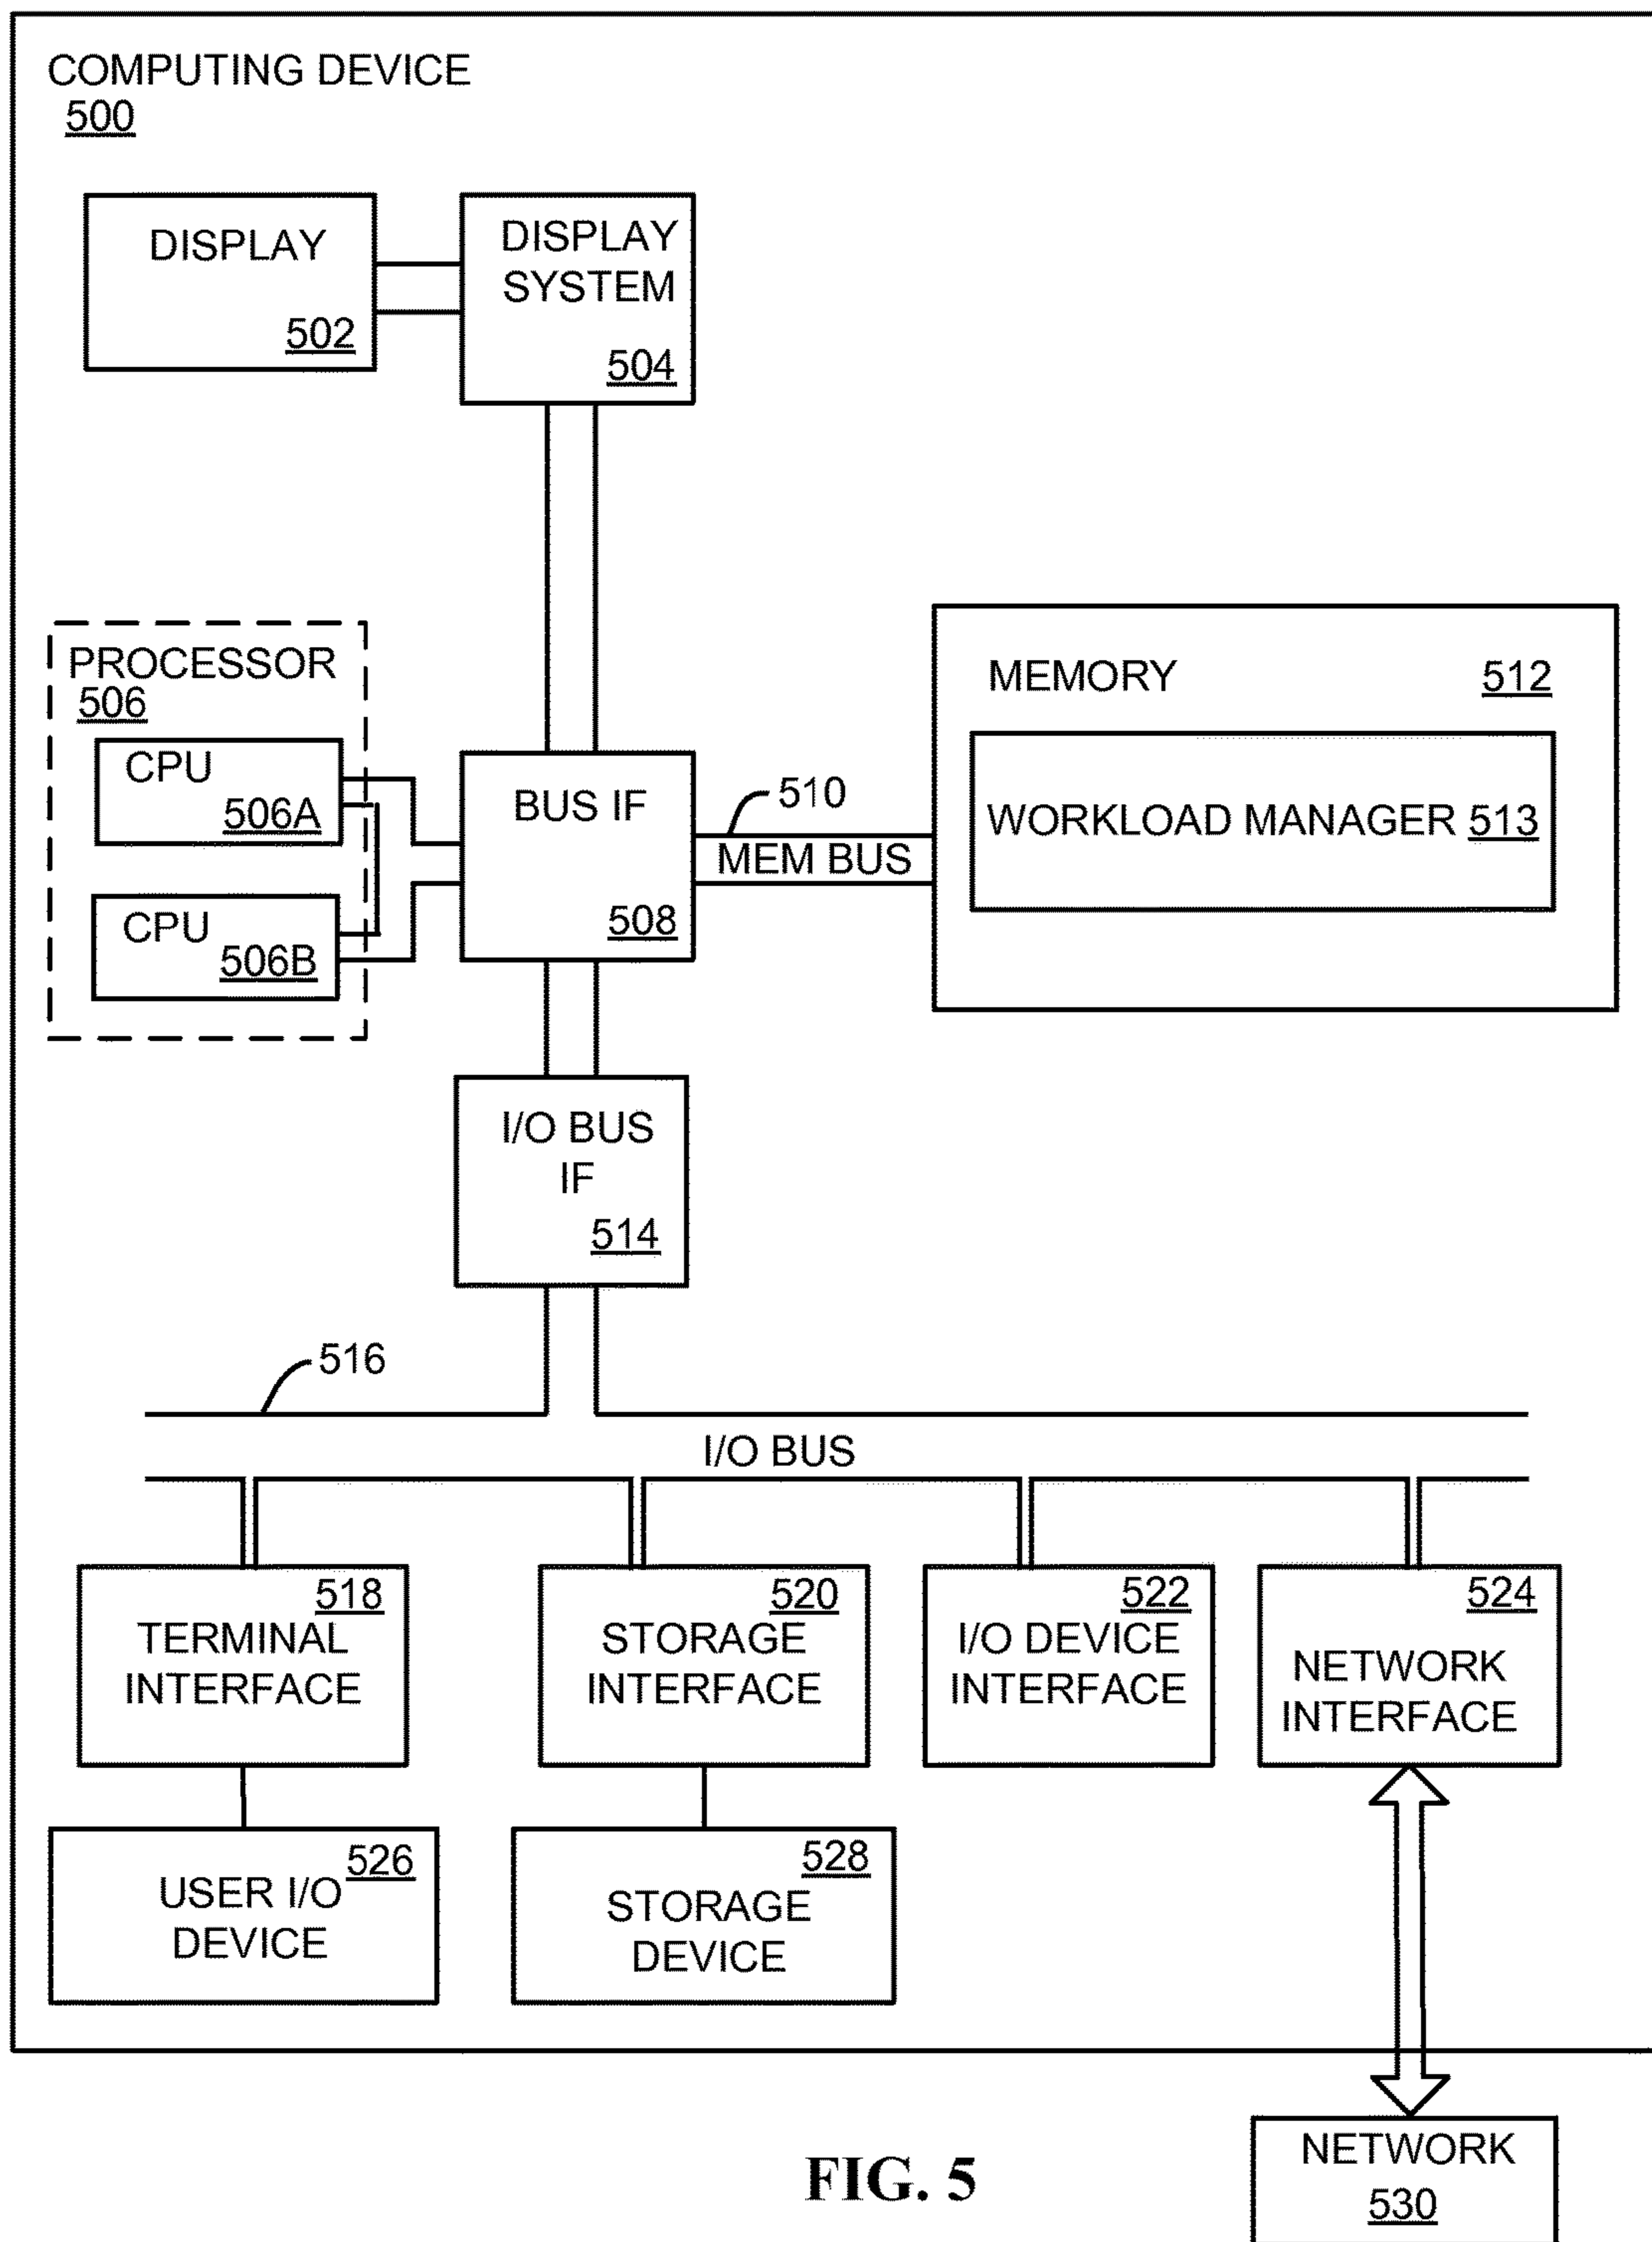 COMPUTING DEVICE
500
DISPLAY
502
DISPLAY
SYSTEM
504
PROCESSOR
506
CPU
506A
CPU
506B
BUS IF
508
510
MEM BUS
MEMORY 512
WORKLOAD MANAGER 513
I/O BUS
IF
514
516
I/O BUS
518
TERMINAL
INTERFACE
520
STORAGE
INTERFACE
522
I/O DEVICE
INTERFACE
524
NETWORK
INTERFACE
526
USER I/O
DEVICE
528
STORAGE
DEVICE
NETWORK
530
FIG. 5